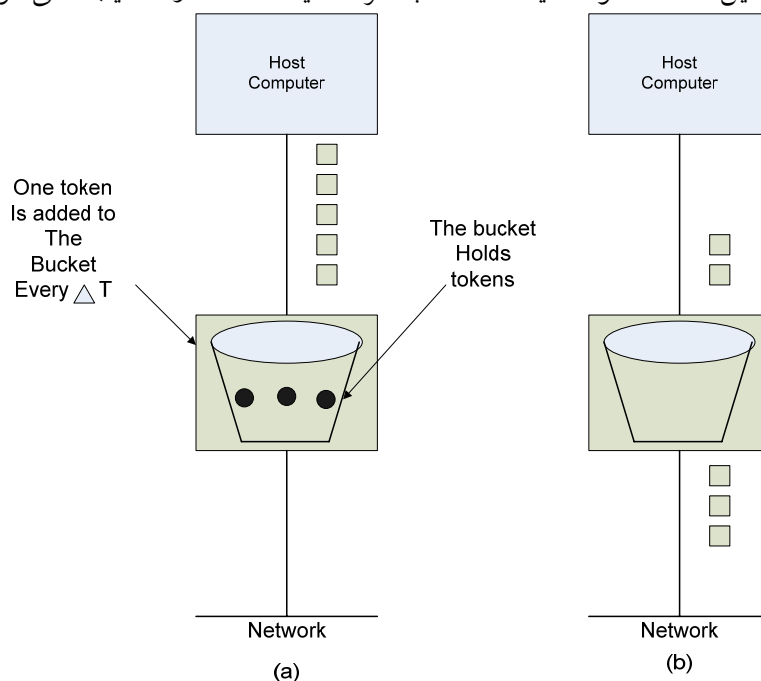 Host
Computer
Host
Computer
One token
Is added to
The
Bucket
Every △ T
The bucket
Holds
tokens
Network
Network
(a)
(b)